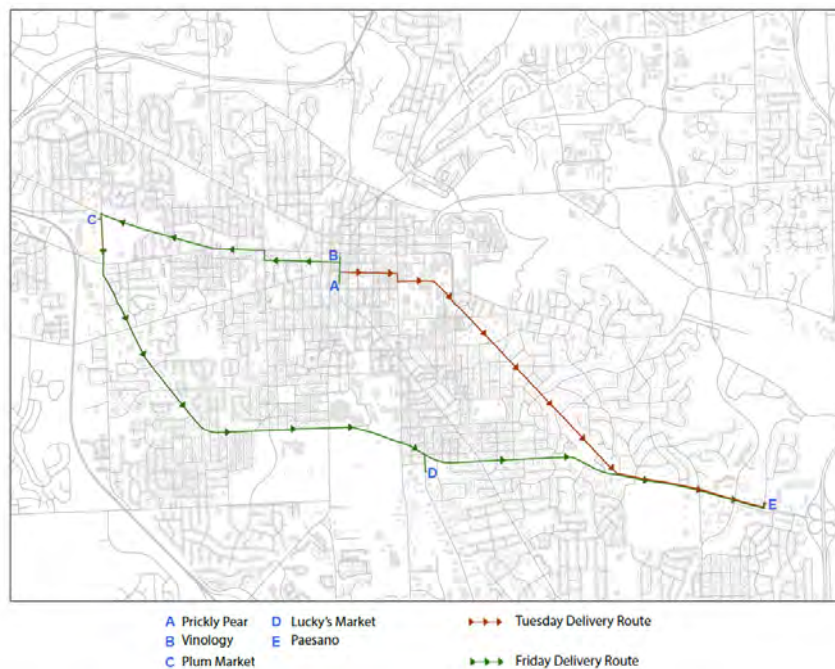 C
B
A
D
E
A Prickly Pear
B Vinology
C Plum Market
D Lucky's Market
E Paesano
Tuesday Delivery Route
Friday Delivery Route